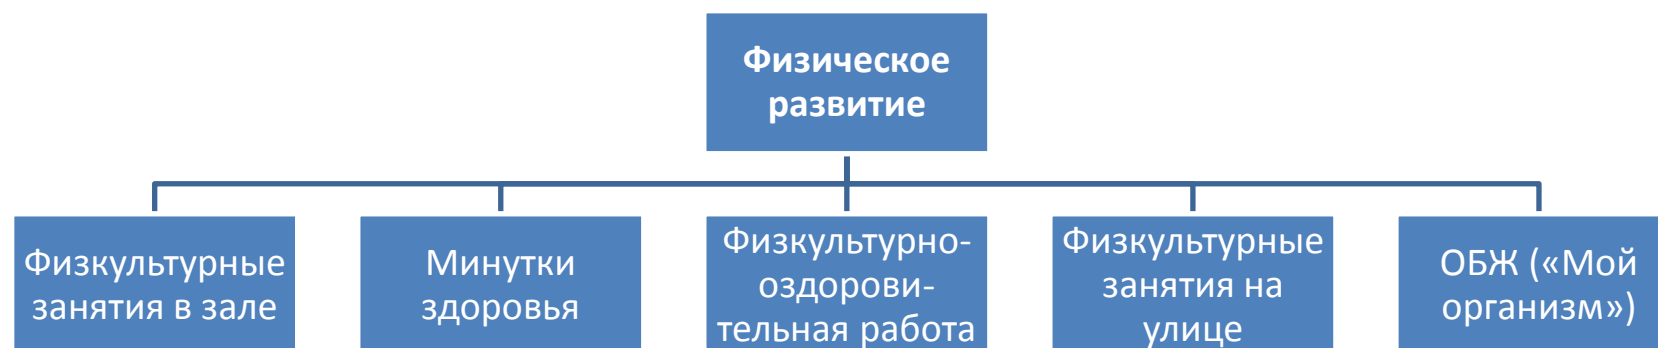 Физическое
развитие
Физкультурные
занятия в зале
Минутки
здоровья
Физкультурно-
оздорови-
тельная работа
Физкультурные
занятия на
улице
ОБЖ («Мой
организм»)